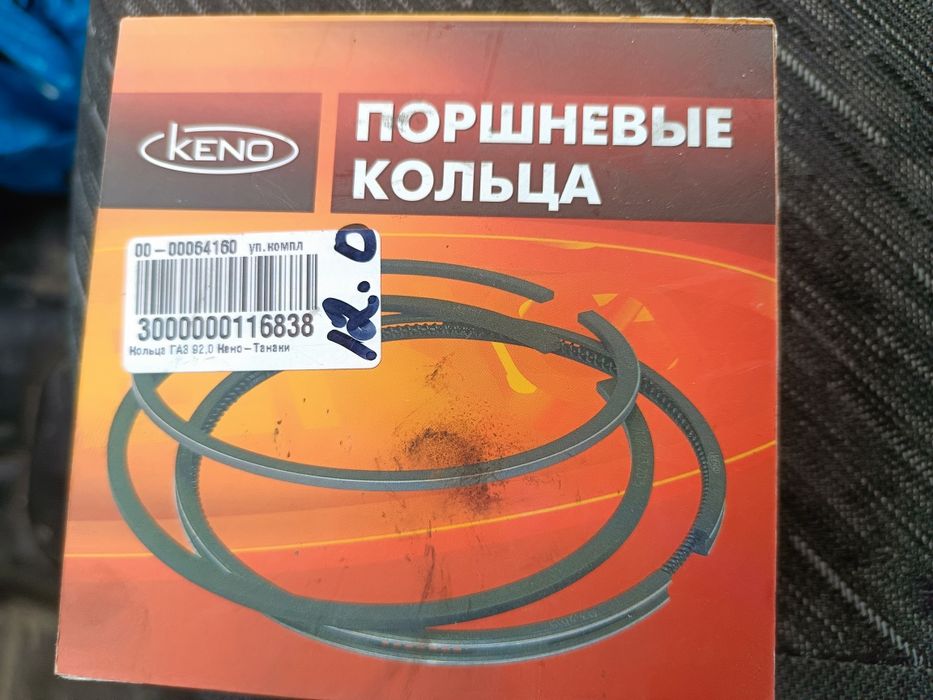 KENO
ПОРШНЕВЫЕ
КОЛЬЦА
00-00064160 уп.компл
3000000116838
Кольца ГАЗ 92,0 Кено-Танаки